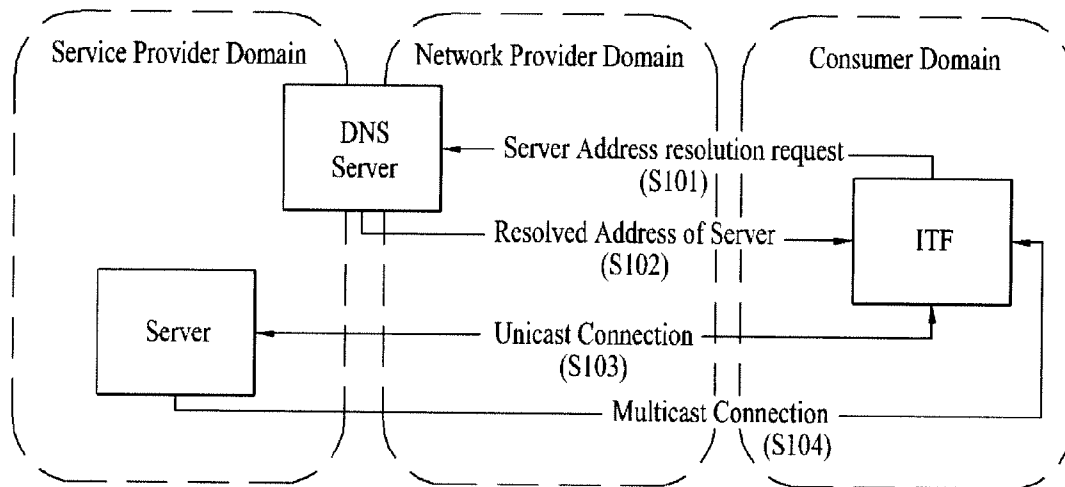 Service Provider Domain
Network Provider Domain
Consumer Domain
DNS
Server
Server Address resolution request
(S101)
Resolved Address of Server
(S102)
ITF
Server
Unicast Connection
(S103)
Multicast Connection
(S104)